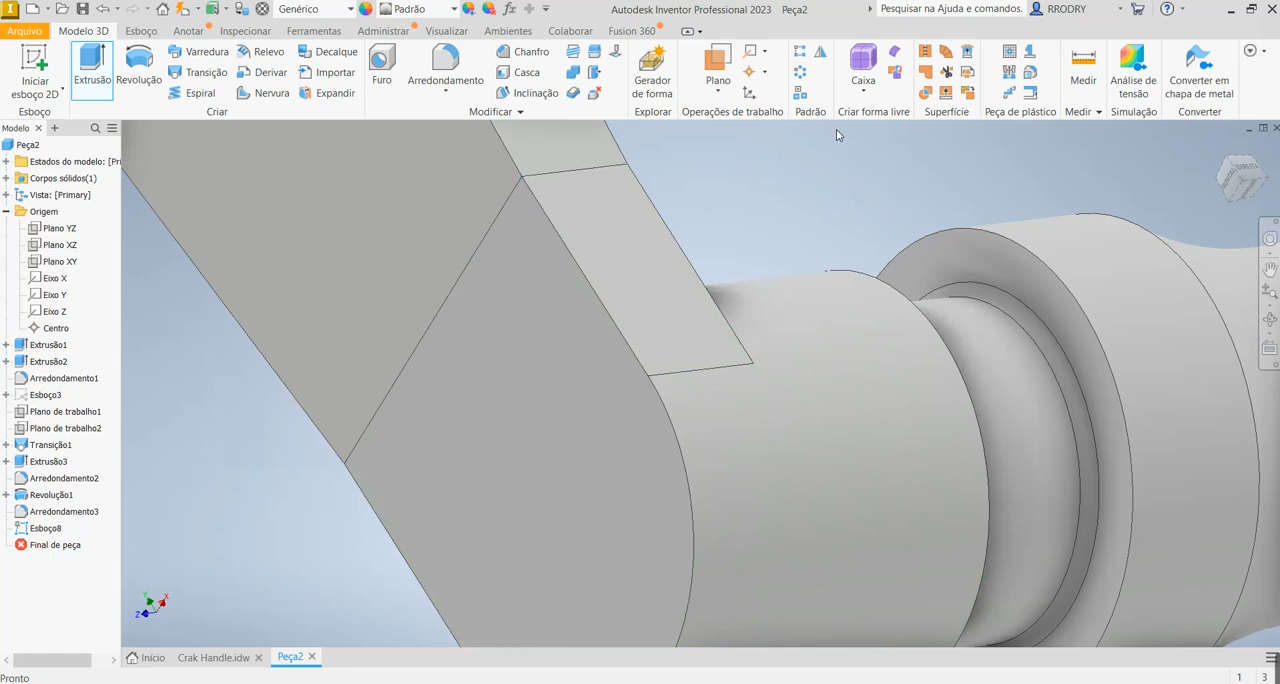 Genérico
Padrão
Autodesk Inventor Professional 2023 Peça2
Pesquisar na Ajuda e comandos.
RRODRY
Arquivo
Modelo 3D
Esboço
Anotar
Inspecionar
Ferramentas
Administrar
Visualizar
Ambientes
Colaborar
Fusion 360
Iniciar
esboço 2D
Extrusão
Revolução
Varredura
Relevo
Decalque
Transição
Derivar
Importar
Espiral
Nervura
Expandir
Furo
Arredondamento
Chanfro
Casca
Inclinação
Gerador
de forma
Plano
Caixa
Medir
Análise de
tensão
Converter em
chapa de metal
Esboço
Criar
Modificar
Explorar
Operações de trabalho
Padrão
Criar forma livre
Superfície
Peça de plástico
Medir
Simulação
Converter
Modelo
Peça2
Estados do modelo: [Pri
Corpos sólidos(1)
Vista: [Primary]
Origem
Plano YZ
Plano XZ
Plano XY
Eixo X
Eixo Y
Eixo Z
Centro
Extrusão1
Extrusão2
Arredondamento1
Esboço3
Plano de trabalho1
Plano de trabalho2
Transição1
Extrusão3
Arredondamento2
Revolução1
Arredondamento3
Esboço8
Final de peça
Y
X
Z
Início
Crak Handle.idw
Peça2
Pronto
1
3